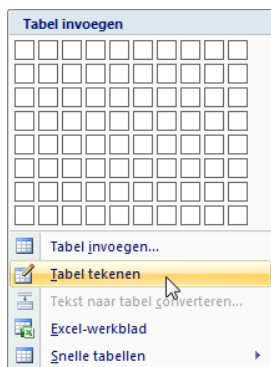 Tabel invoegen
Tabel invoegen...
Tabel tekenen
Tekst naar tabel converteren...
Excel-werkblad
Snelle tabellen